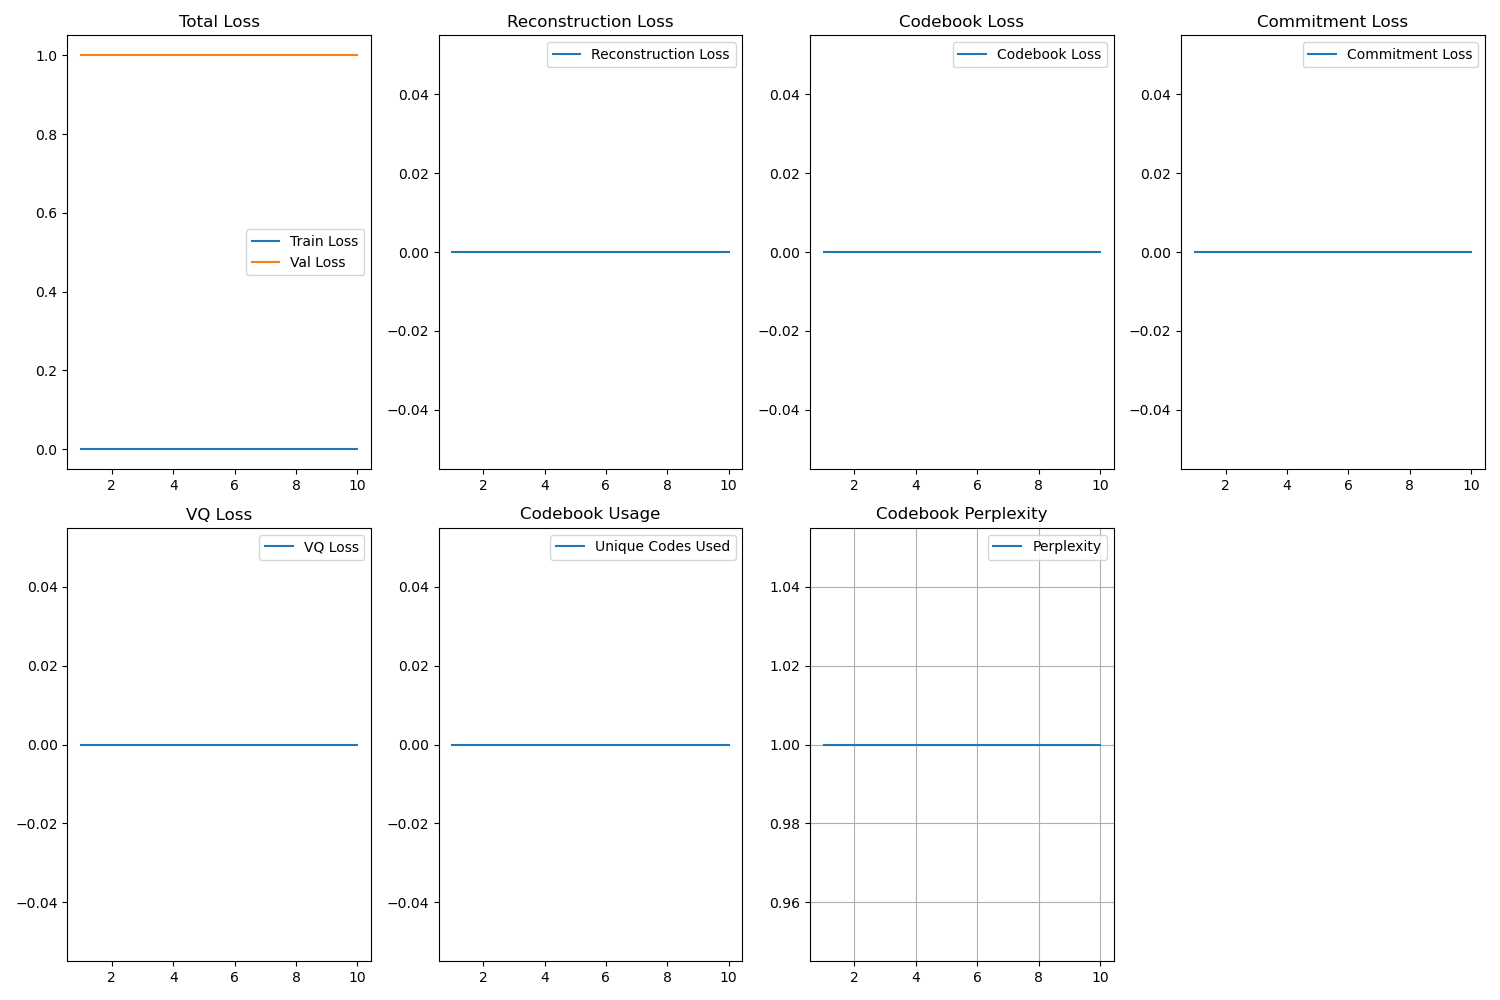 Total Loss
1.0
0.8
0.6
0.4
0.2
0.0
Train Loss
Val Loss
2 4 6 8 10
Reconstruction Loss
Reconstruction Loss
0.04
0.02
0.00
−0.02
−0.04
2 4 6 8 10
Codebook Loss
Codebook Loss
0.04
0.02
0.00
−0.02
−0.04
2 4 6 8 10
Commitment Loss
Commitment Loss
0.04
0.02
0.00
−0.02
−0.04
2 4 6 8 10
VQ Loss
VQ Loss
0.04
0.02
0.00
−0.02
−0.04
2 4 6 8 10
Codebook Usage
Unique Codes Used
0.04
0.02
0.00
−0.02
−0.04
2 4 6 8 10
Codebook Perplexity
Perplexity
1.04
1.02
1.00
0.98
0.96
2 4 6 8 10